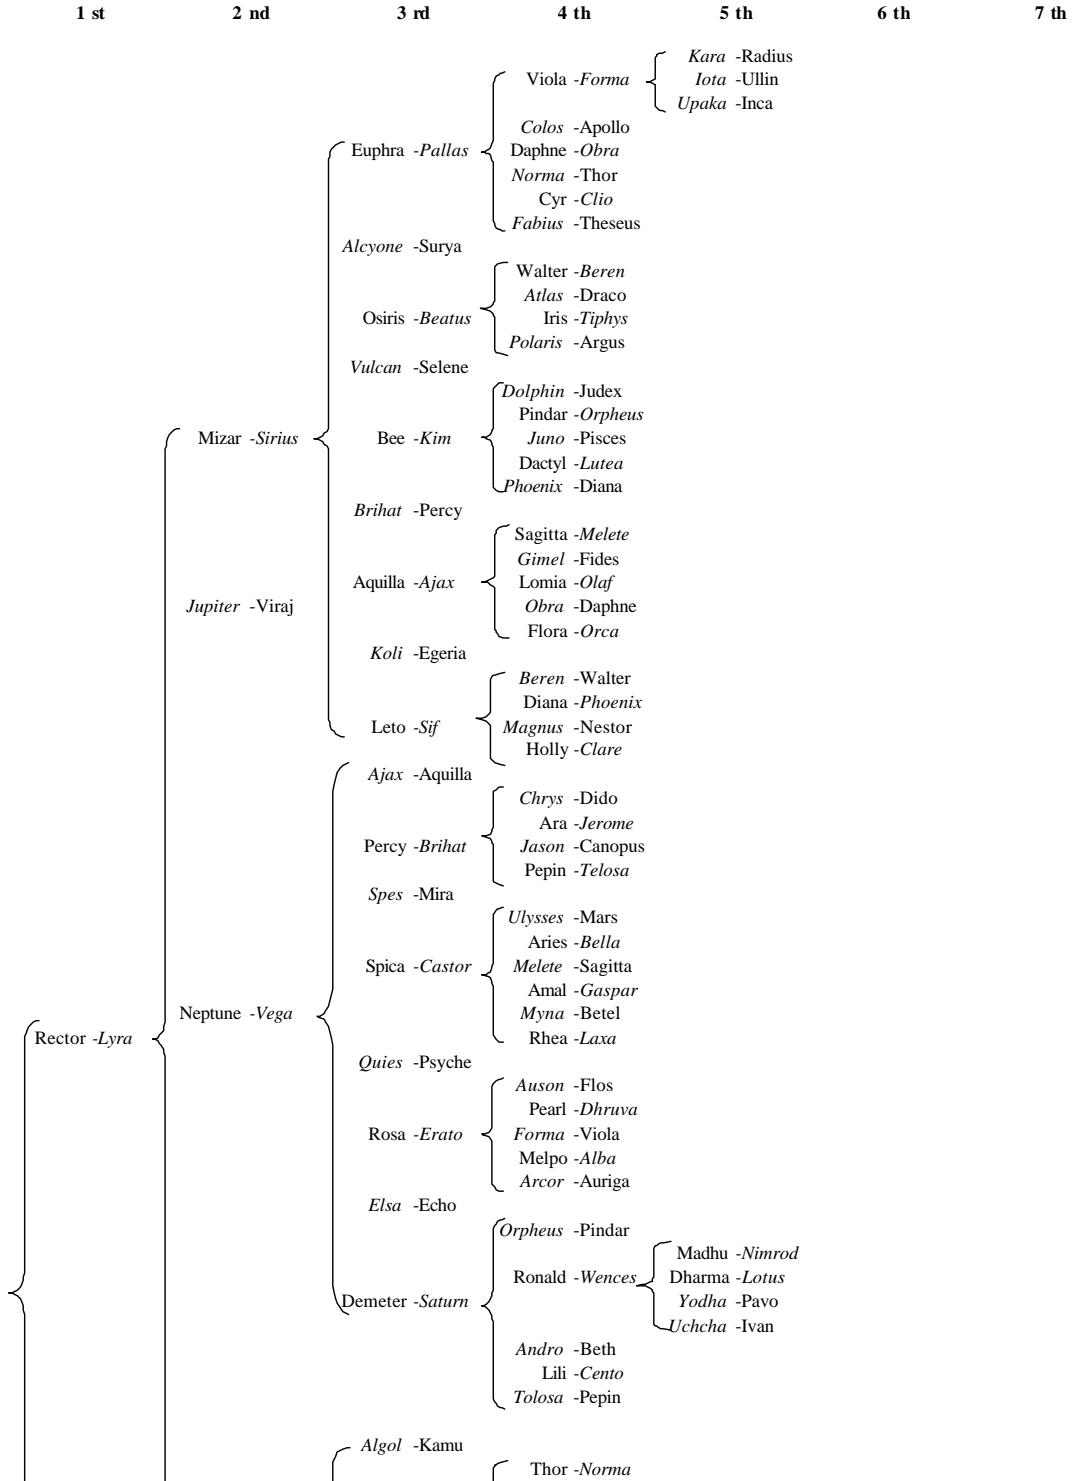 1 st 2 nd 3 rd 4 th 5 th 6 th 7 th
Kara -Radius
Viola -Forma Iota -Ullin
Upaka -Inca
Colos -Apollo
Euphra -Pallas Daphne -Obra
Norma -Thor
Cyr -Clio
Fabius -Theseus
Alcyone -Surya
Walter -Beren
Atlas -Draco
Osiris -Beatus Iris -Tiphys
Polaris -Argus
Vulcan -Selene
Dolphin -Judex
Pindar -Orpheus
Mizar -Sirius Bee -Kim Juno -Pisces
Dactyl -Lutea
Phoenix -Diana
Brihat -Percy
Sagitta -Melete
Gimel -Fides
Aquilla -Ajax Lomia -Olaf
Jupiter -Viraj Obra -Daphne
Flora -Orca
Koli -Egeria
Beren -Walter
Diana -Phoenix
Leto -Sif Magnus -Nestor
Holly -Clare
Ajax -Aquilla
Chrys -Dido
Ara -Jerome
Percy -Brihat Jason -Canopus
Pepin -Telosa
Spes -Mira
Ulysses -Mars
Aries -Bella
Spica -Castor Melete -Sagitta
Amal -Gaspar
Neptune -Vega Myna -Betel
Rector -Lyra Rhea -Laxa
Quies -Psyche
Auson -Flos
Pearl -Dhruva
Rosa -Erato Forma -Viola
Melpo -Alba
Arcor -Auriga
Elsa -Echo
Orpheus -Pindar
Madhu -Nimrod
Ronald -Wences Dharma -Lotus
Demeter -Saturn Yodha -Pavo
Uchcha -Ivan
Andro -Beth
Lili -Cento
Tolosa -Pepin
Algol -Kamu
Thor -Norma